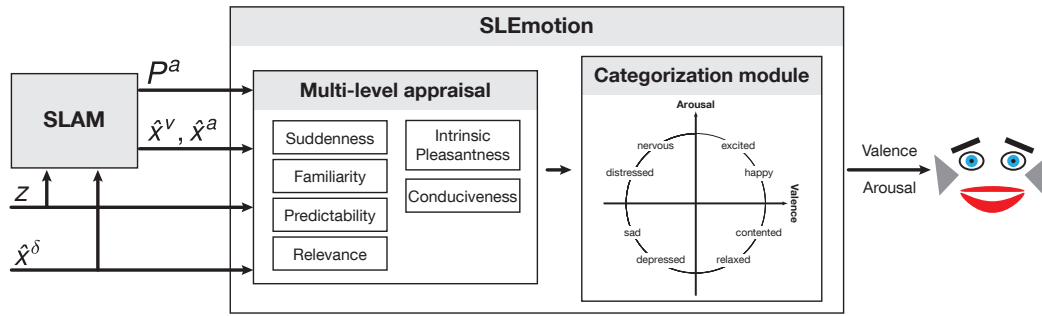 SLEmotion
P^a
SLAM
x̂^v, x̂^a
z
x̂^δ
Multi-level appraisal
Suddenness
Familiarity
Predictability
Relevance
Intrinsic
Pleasantness
Conduciveness
Categorization module
Arousal
nervous
excited
distressed
happy
Valence
sad
contented
depressed
relaxed
Valence
Arousal